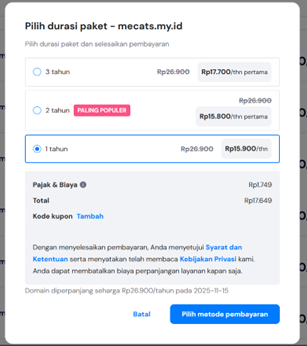 Pilih durasi paket - mecats.my.id
Pilih durasi paket dan selesaikan pembayaran
3 tahun Rp26.900 Rp17.700/thn pertama
Rp26.900
2 tahun PALING POPULER Rp15.800/thn pertama
1 tahun Rp26.900 Rp15.900/thn
Pajak & Biaya Rp1.749
Total Rp17.649
Kode kupon Tambah
Dengan menyelesaikan pembayaran, Anda menyetujui Syarat dan
Ketentuan serta menyatakan telah membaca Kebijakan Privasi kami.
Anda dapat membatalkan biaya perpanjangan layanan kapan saja.
Domain diperpanjang seharga Rp26.900/tahun pada 2025-11-15
Batal Pilih metode pembayaran